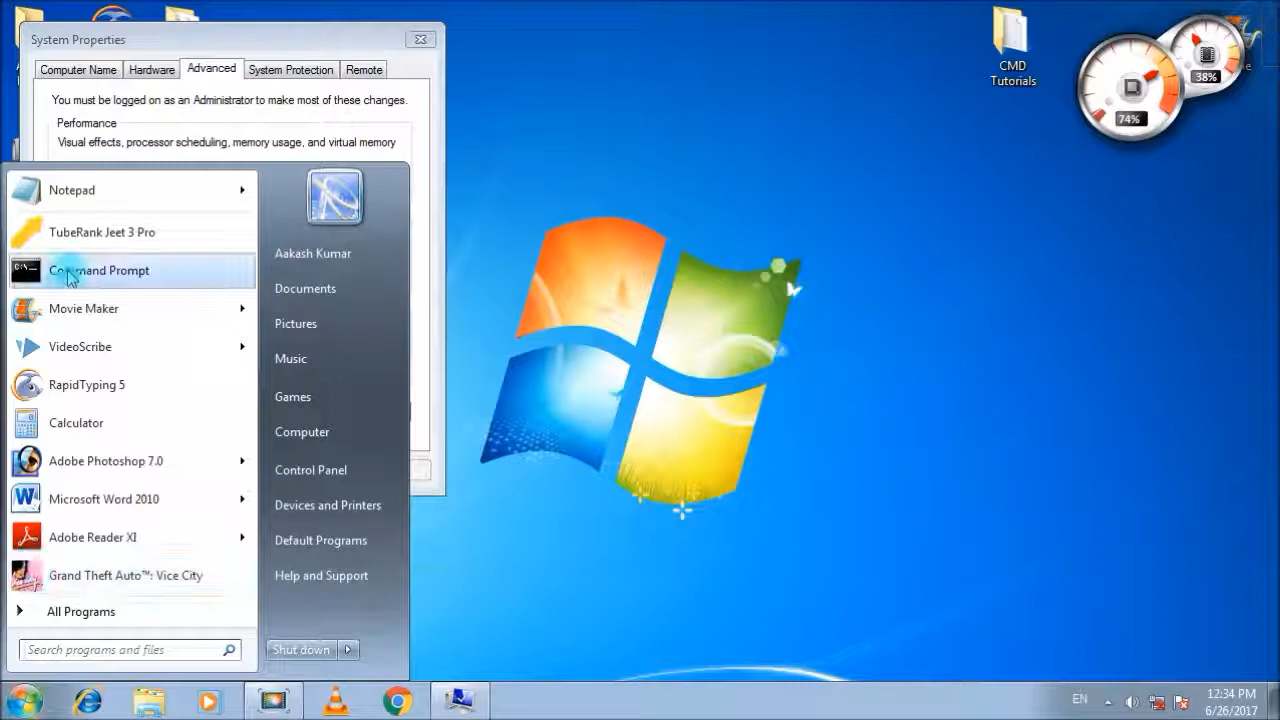 System Properties
Computer Name
Hardware
Advanced
System Protection
Remote
You must be logged on as an Administrator to make most of these changes.
Performance
Visual effects, processor scheduling, memory usage, and virtual memory
Notepad
TubeRank Jeet 3 Pro
Command Prompt
Movie Maker
VideoScribe
RapidTyping 5
Calculator
Adobe Photoshop 7.0
Microsoft Word 2010
Adobe Reader XI
Grand Theft Auto™: Vice City
All Programs
Search programs and files
Aakash Kumar
Documents
Pictures
Music
Games
Computer
Control Panel
Devices and Printers
Default Programs
Help and Support
Shut down
CMD
Tutorials
74%
38%
EN
12:34 PM
6/26/2017